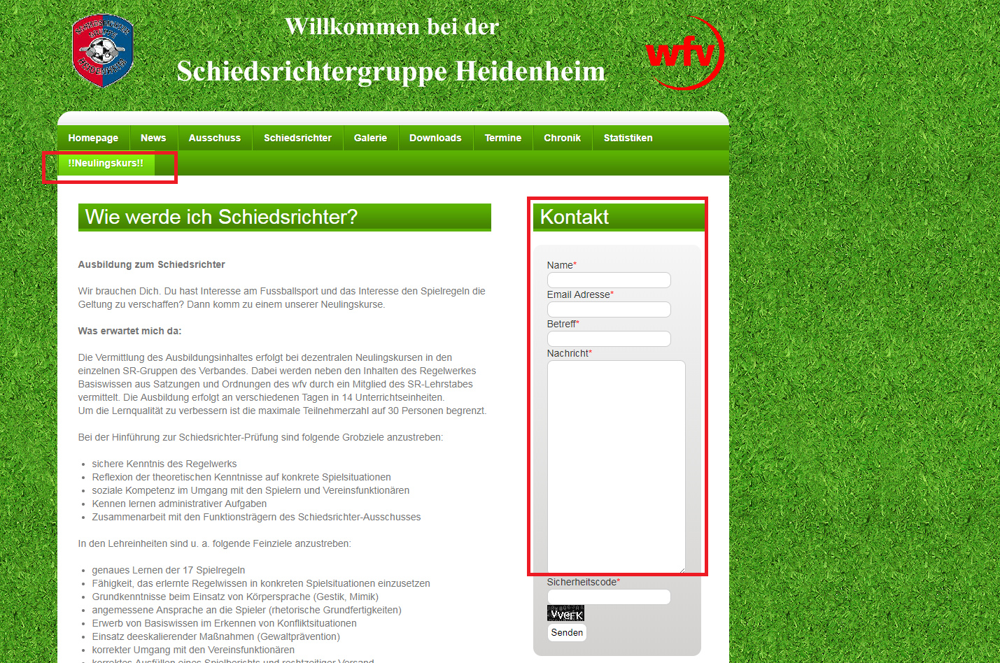 SCHIEDSRICHTER
GRUPPE
HEIDENHEIM
Willkommen bei der
Schiedsrichtergruppe Heidenheim
wfv
Homepage News Ausschuss Schiedsrichter Galerie Downloads Termine Chronik Statistiken
!!Neulingskurs!!
Wie werde ich Schiedsrichter?
Ausbildung zum Schiedsrichter
Wir brauchen Dich. Du hast Interesse am Fussballsport und das Interesse den Spielregeln die
Geltung zu verschaffen? Dann komm zu einem unserer Neulingskurse.
Was erwartet mich da:
Die Vermittlung des Ausbildungsinhaltes erfolgt bei dezentralen Neulingskursen in den
einzelnen SR-Gruppen des Verbandes. Dabei werden neben den Inhalten des Regelwerkes
Basiswissen aus Satzungen und Ordnungen des wfv durch ein Mitglied des SR-Lehrstabes
vermittelt. Die Ausbildung erfolgt an verschiedenen Tagen in 14 Unterrichtseinheiten.
Um die Lernqualität zu verbessern ist die maximale Teilnehmerzahl auf 30 Personen begrenzt.
Bei der Hinführung zur Schiedsrichter-Prüfung sind folgende Grobziele anzustreben:
• sichere Kenntnis des Regelwerks
• Reflexion der theoretischen Kenntnisse auf konkrete Spielsituationen
• soziale Kompetenz im Umgang mit den Spielern und Vereinsfunktionären
• Kennen lernen administrativer Aufgaben
• Zusammenarbeit mit den Funktionsträgern des Schiedsrichter-Ausschusses
In den Lehreinheiten sind u. a. folgende Feinziele anzustreben:
• genaues Lernen der 17 Spielregeln
• Fähigkeit, das erlernte Regelwissen in konkreten Spielsituationen einzusetzen
• Grundkenntnisse beim Einsatz von Körpersprache (Gestik, Mimik)
• angemessene Ansprache an die Spieler (rhetorische Grundfertigkeiten)
• Erwerb von Basiswissen im Erkennen von Konfliktsituationen
• Einsatz deeskalierender Maßnahmen (Gewaltprävention)
• korrekter Umgang mit den Vereinsfunktionären
• korrektes Ausfüllen eines Spielberichts und rechtzeitiger Versand
Kontakt
Name*
Email Adresse*
Betreff*
Nachricht*
Sicherheitscode*
Senden